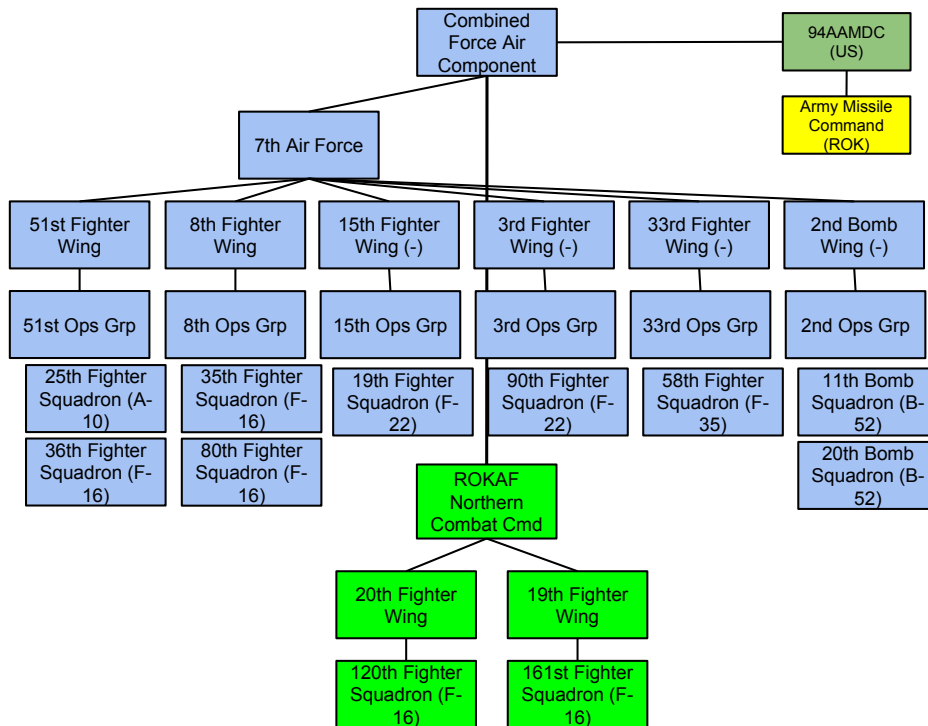 Combined
Force Air
Component
94AAMDC
(US)
Army Missile
Command
(ROK)
7th Air Force
51st Fighter
Wing
8th Fighter
Wing
15th Fighter
Wing (-)
3rd Fighter
Wing (-)
33rd Fighter
Wing (-)
2nd Bomb
Wing (-)
51st Ops Grp
8th Ops Grp
15th Ops Grp
3rd Ops Grp
33rd Ops Grp
2nd Ops Grp
25th Fighter
Squadron (A-
10)
35th Fighter
Squadron (F-
16)
19th Fighter
Squadron (F-
22)
90th Fighter
Squadron (F-
22)
58th Fighter
Squadron (F-
35)
11th Bomb
Squadron (B-
52)
36th Fighter
Squadron (F-
16)
80th Fighter
Squadron (F-
16)
20th Bomb
Squadron (B-
52)
ROKAF
Northern
Combat Cmd
20th Fighter
Wing
19th Fighter
Wing
120th Fighter
Squadron (F-
16)
161st Fighter
Squadron (F-
16)